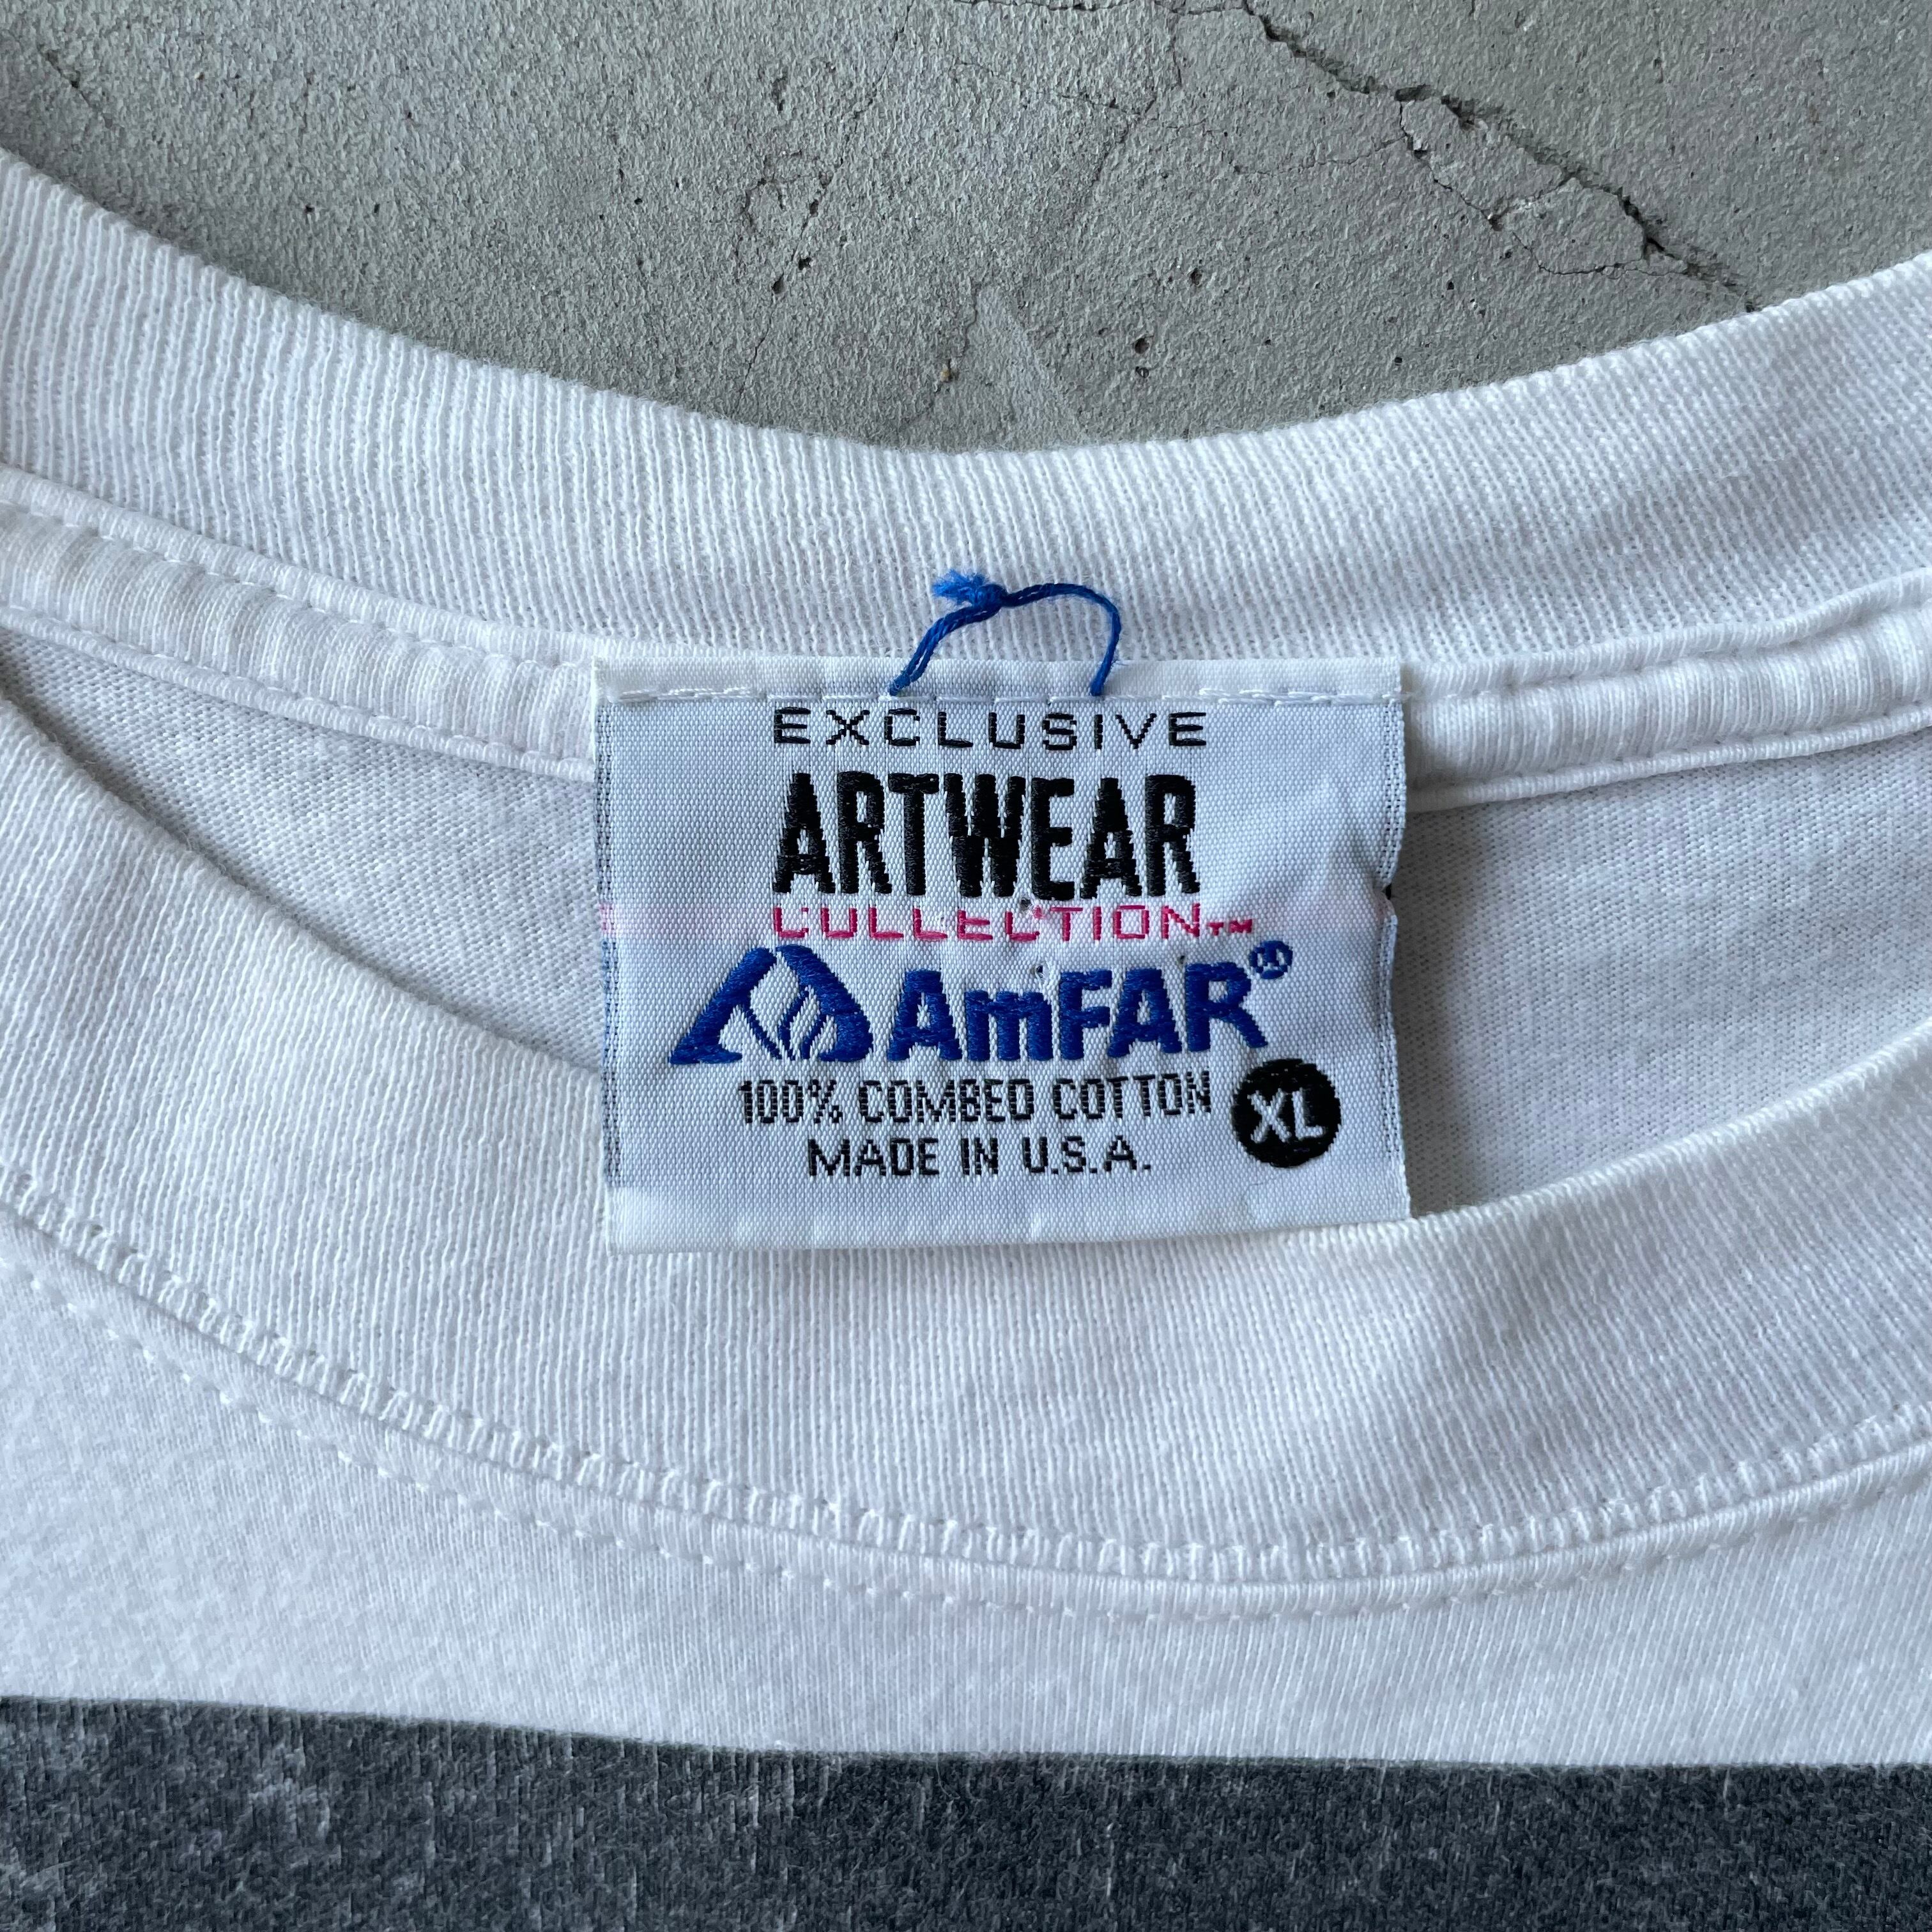 EXCLUSIVE
ARTWEAR
COLLECTION™
AmFAR®
100% COMBED COTTON XL
MADE IN U.S.A.